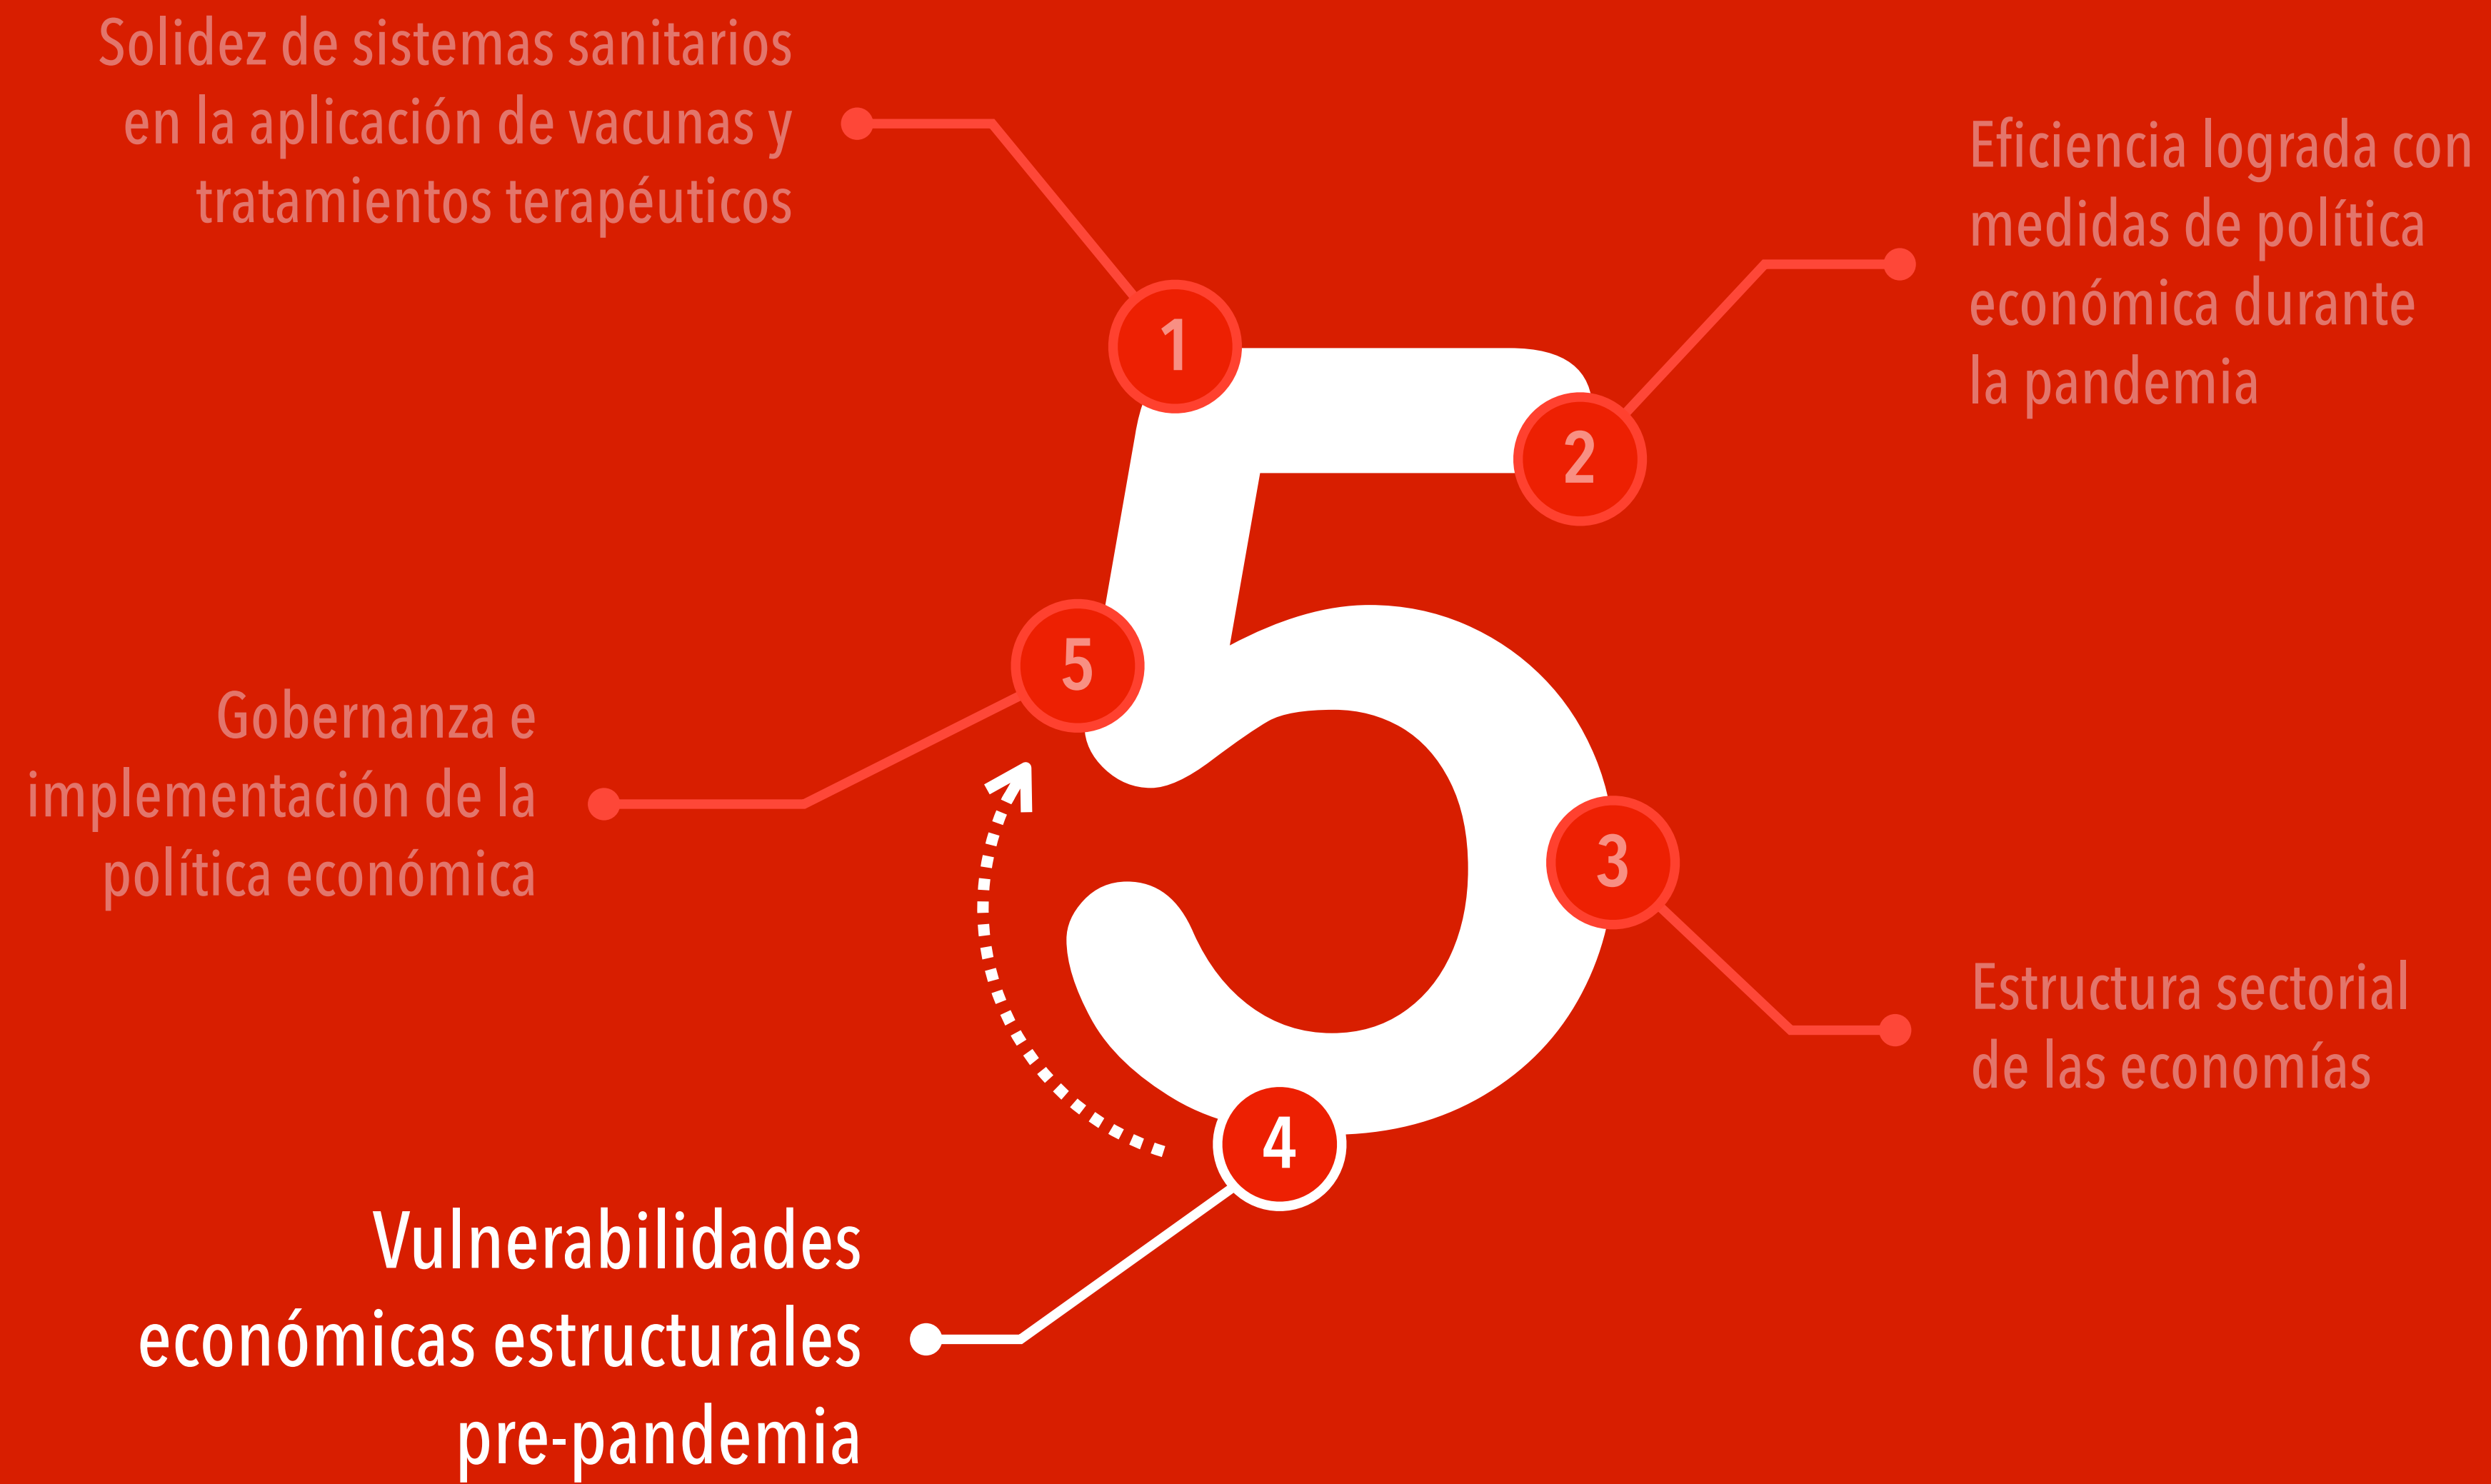 Solidez de sistemas sanitarios
en la aplicación de vacunas y
tratamientos terapéuticos
1
Eficiencia lograda con
medidas de política
económica durante
la pandemia
2
5
5
Gobernanza e
implementación de la
política económica
3
Estructura sectorial
de las economías
4
Vulnerabilidades
económicas estructurales
pre-pandemia